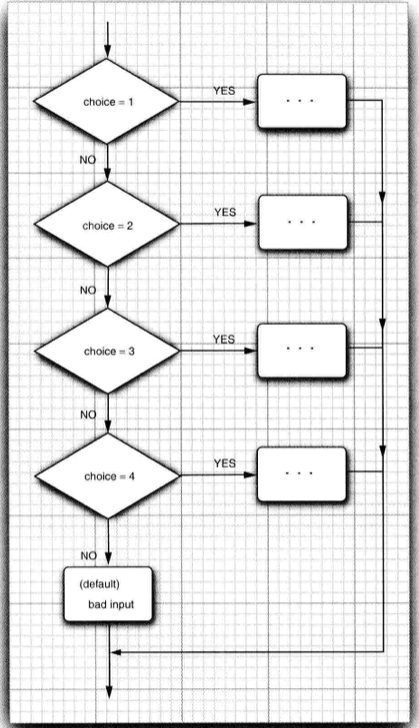 choice = 1
YES
. . .
NO
choice = 2
YES
. . .
NO
choice = 3
YES
. . .
NO
choice = 4
YES
. . .
NO
(default)
bad input